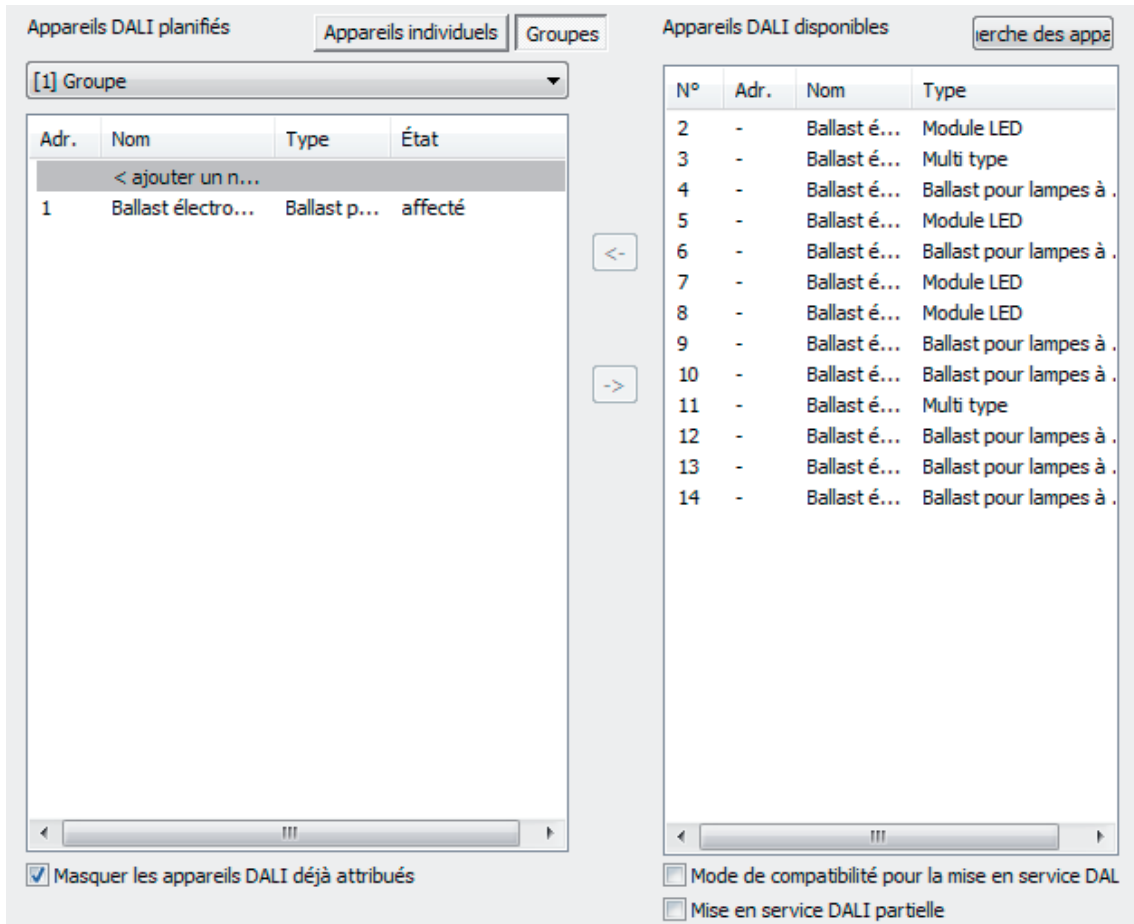 Appareils DALI planifiés
Appareils individuels
Groupes
[1] Groupe
Adr. Nom Type État
< ajouter un n...
1 Ballast électro... Ballast p... affecté
<-
->
Appareils DALI disponibles
erche des appa
N° Adr. Nom Type
2 - Ballast é... Module LED
3 - Ballast é... Multi type
4 - Ballast é... Ballast pour lampes à .
5 - Ballast é... Module LED
6 - Ballast é... Ballast pour lampes à .
7 - Ballast é... Module LED
8 - Ballast é... Module LED
9 - Ballast é... Ballast pour lampes à .
10 - Ballast é... Ballast pour lampes à .
11 - Ballast é... Multi type
12 - Ballast é... Ballast pour lampes à .
13 - Ballast é... Ballast pour lampes à .
14 - Ballast é... Ballast pour lampes à .
Masquer les appareils DALI déjà attribués
Mode de compatibilité pour la mise en service DAL
Mise en service DALI partielle